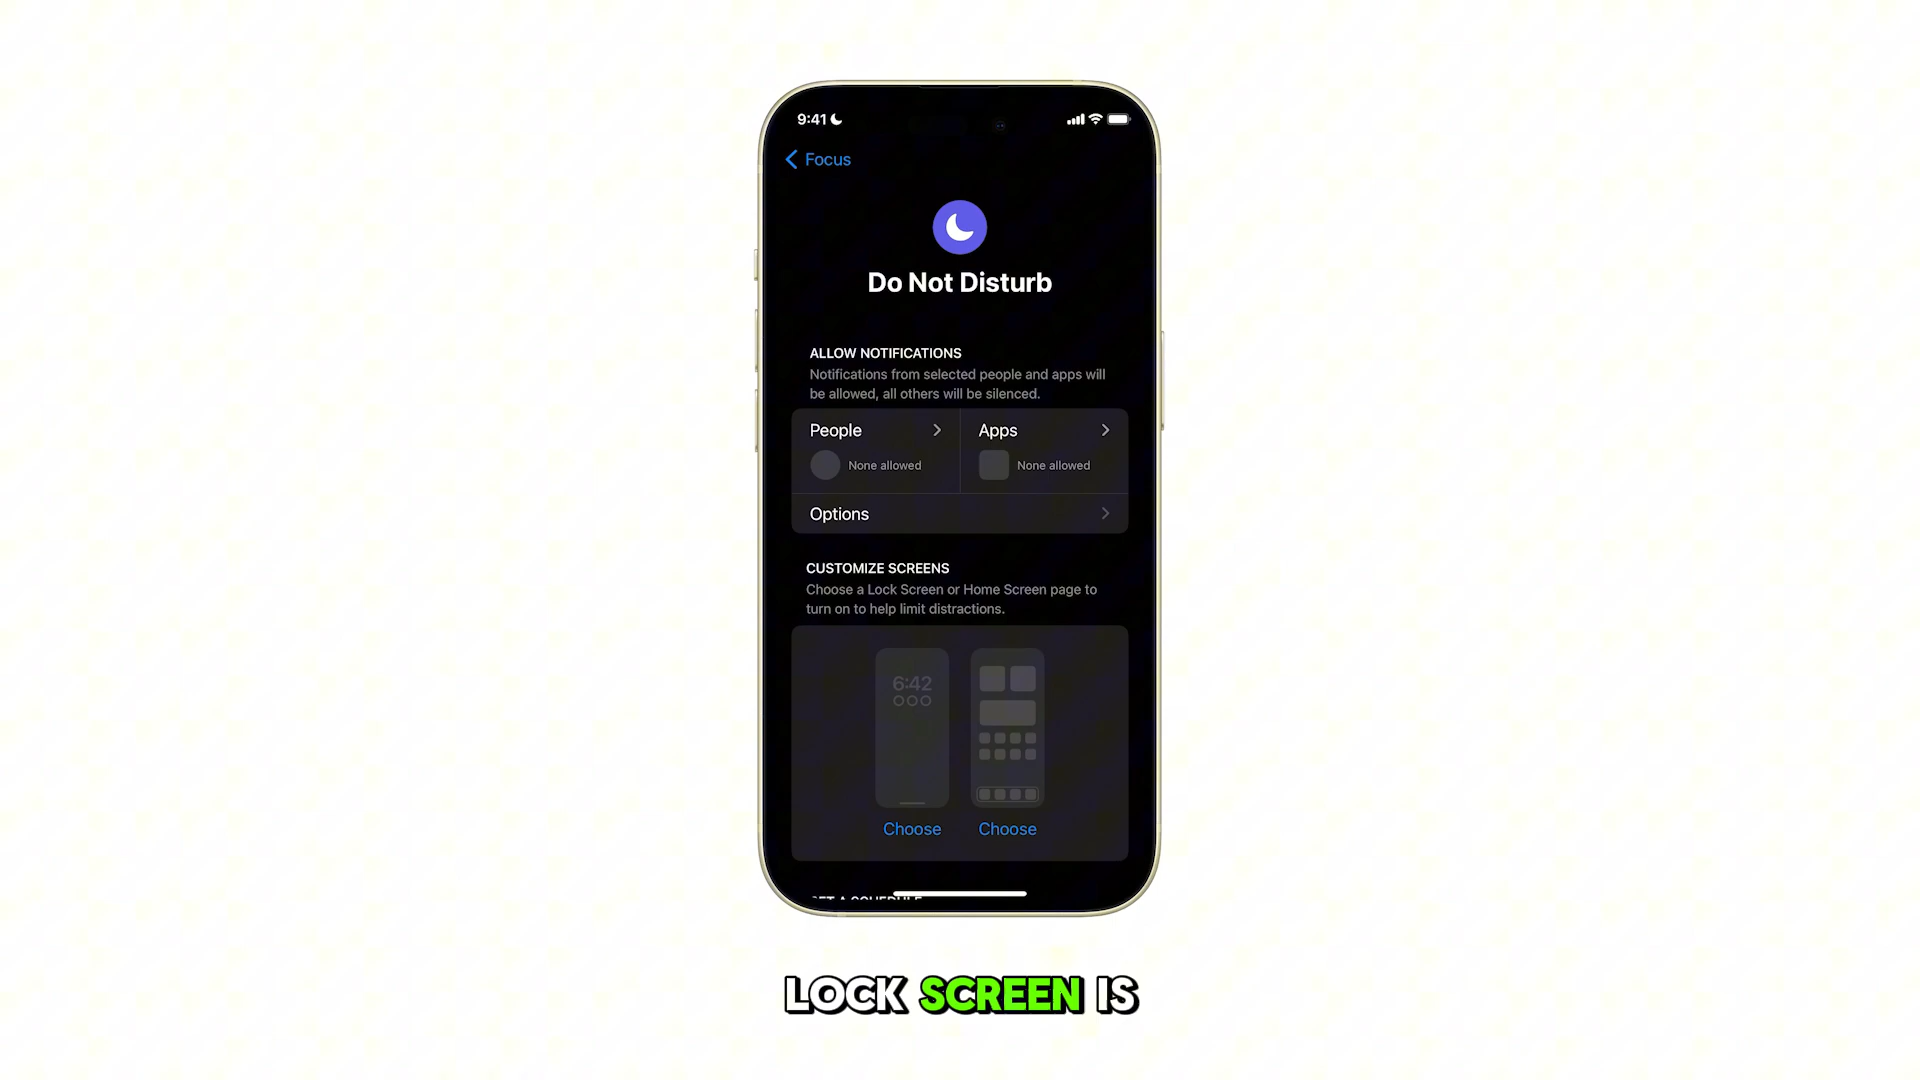 9:41
Focus
Do Not Disturb
ALLOW NOTIFICATIONS
Notifications from selected people and apps will
be allowed, all others will be silenced.
People
Apps
None allowed
None allowed
Options
CUSTOMIZE SCREENS
Choose a Lock Screen or Home Screen page to
turn on to help limit distractions.
6:42
Choose
Choose
SET A SCHEDULE
LOCK SCREEN IS